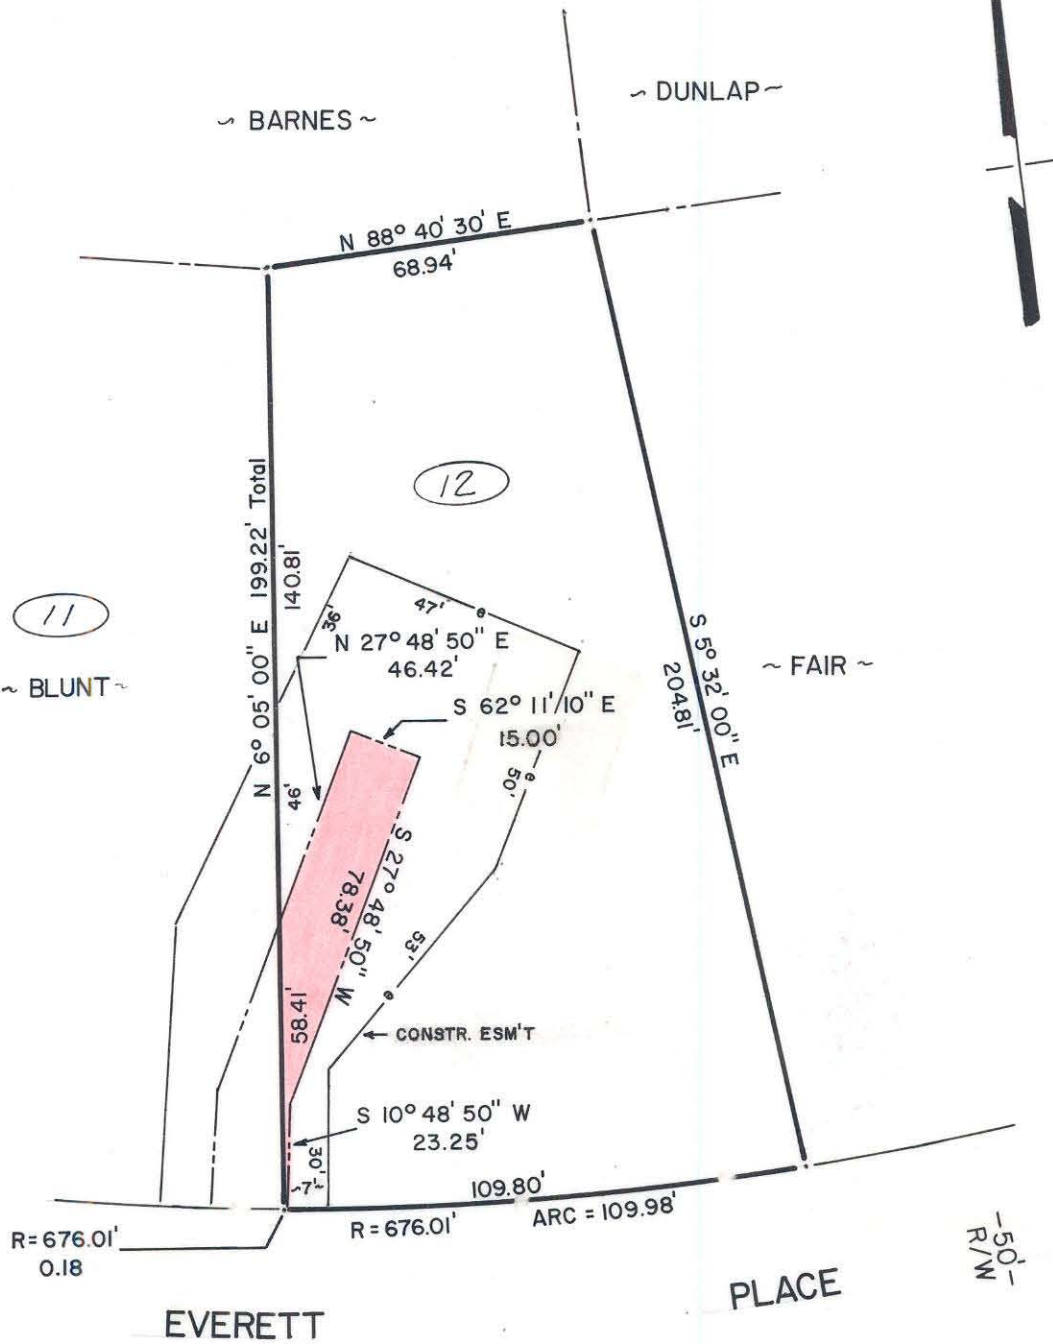 ~ DUNLAP ~
~ BARNES ~
N 88° 40' 30' E
68.94'
12
N 6° 05' 00" E 199.22' Total
140.81'
11
~ BLUNT ~
36'
47'
N 27° 48' 50" E
46.42'
S 62° 11' 10" E
15.00'
S 5° 32' 00" E
204.81'
~ FAIR ~
50'
46'
S 27° 48' 50" W
78.38'
53'
58.41'
← CONSTR. ESM'T
S 10° 48' 50" W
23.25'
30'
~7'~
109.80'
R = 676.01'
ARC = 109.98'
R = 676.01'
0.18
-50'-
R/W
EVERETT PLACE